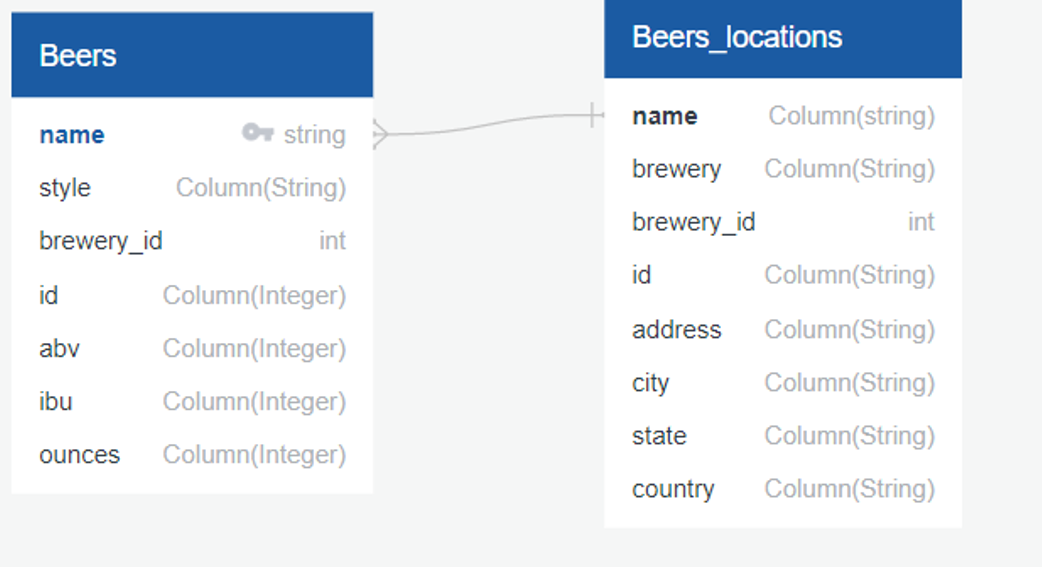 Beers
name string
style Column(String)
brewery_id int
id Column(Integer)
abv Column(Integer)
ibu Column(Integer)
ounces Column(Integer)
Beers_locations
name Column(string)
brewery Column(String)
brewery_id int
id Column(String)
address Column(String)
city Column(String)
state Column(String)
country Column(String)